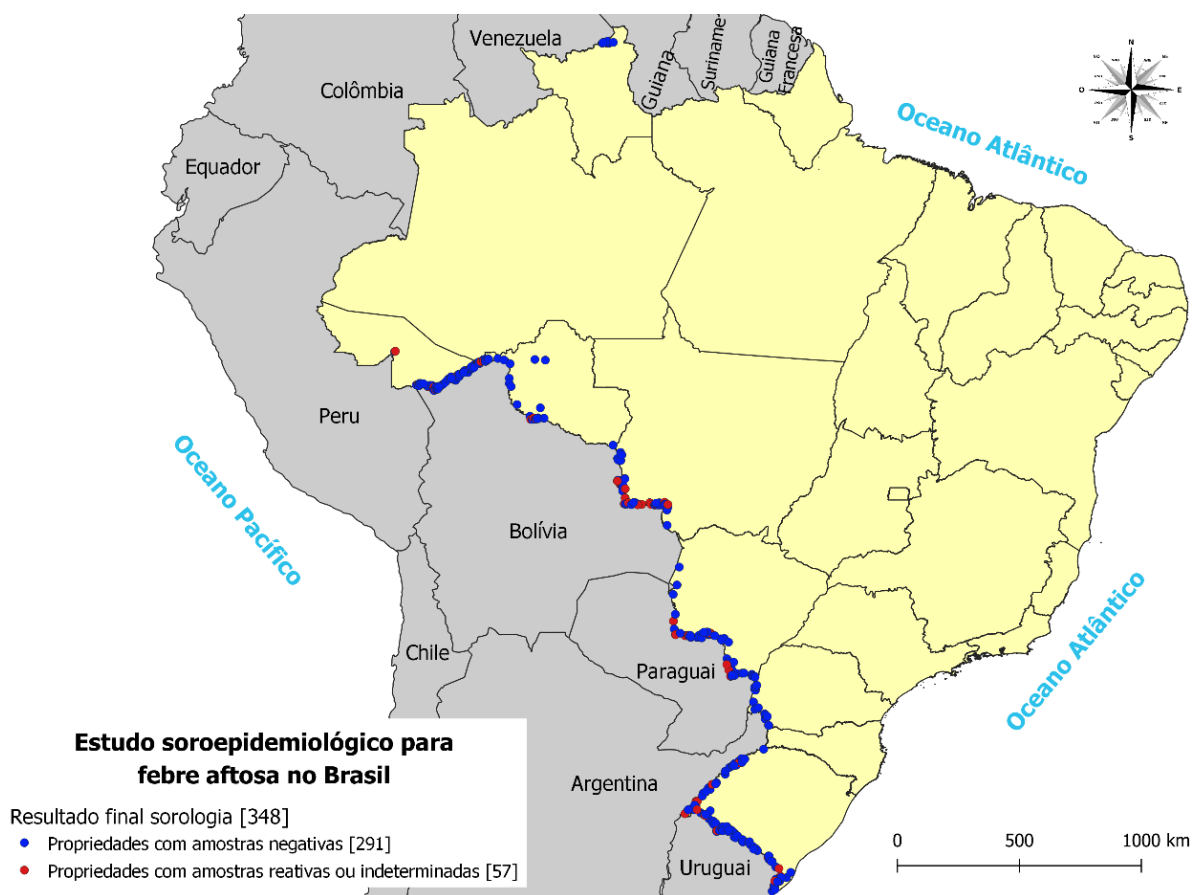 Venezuela
Colômbia
Guiana
Suriname
Guiana
Francesa
N
O
E
S
Oceano Atlântico
Equador
Peru
Oceano Pacífico
Bolívia
Chile
Paraguai
Oceano Atlântico
Argentina
Uruguai
Estudo soroepidemiológico para
febre aftosa no Brasil
Resultado final sorologia [348]
Propriedades com amostras negativas [291]
Propriedades com amostras reativas ou indeterminadas [57]
0 500 1000 km